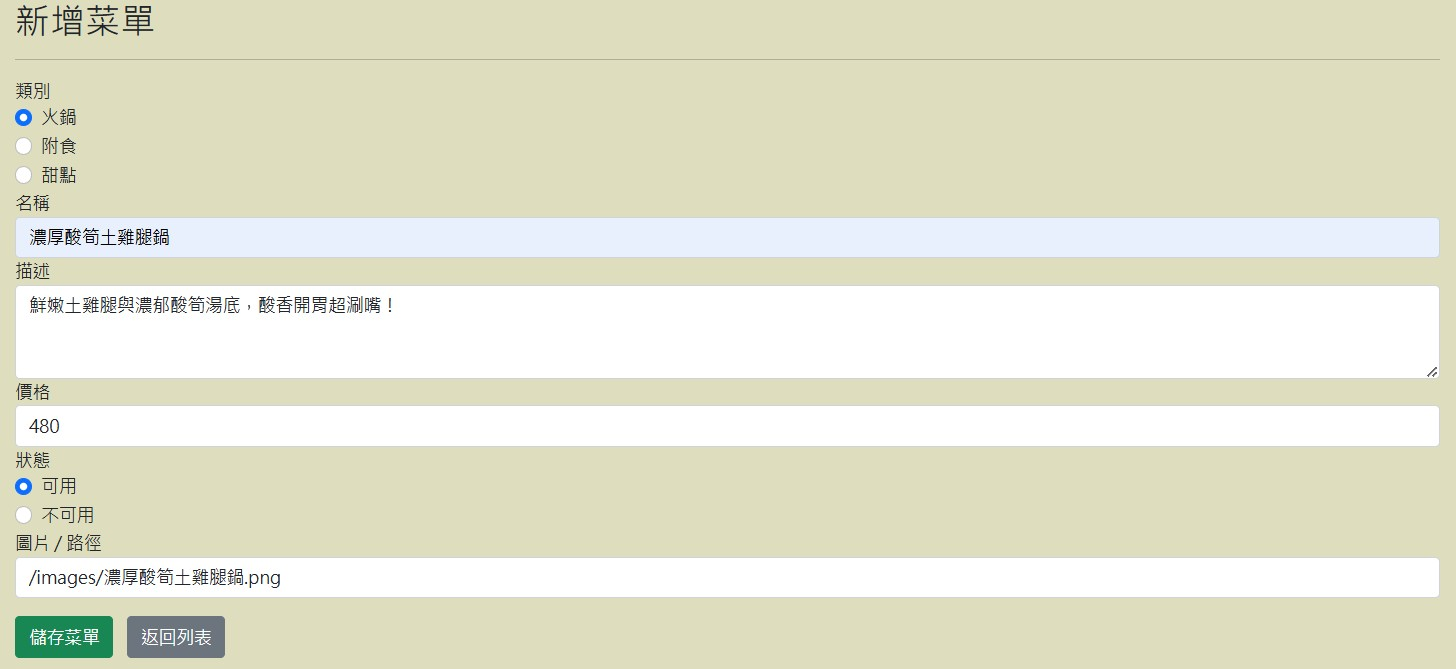 新增菜單
類別
火鍋
附食
甜點
名稱
濃厚酸筍土雞腿鍋
描述
鮮嫩土雞腿與濃郁酸筍湯底，酸香開胃超涮嘴！
價格
480
狀態
可用
不可用
圖片 / 路徑
/images/濃厚酸筍土雞腿鍋.png
儲存菜單 返回列表